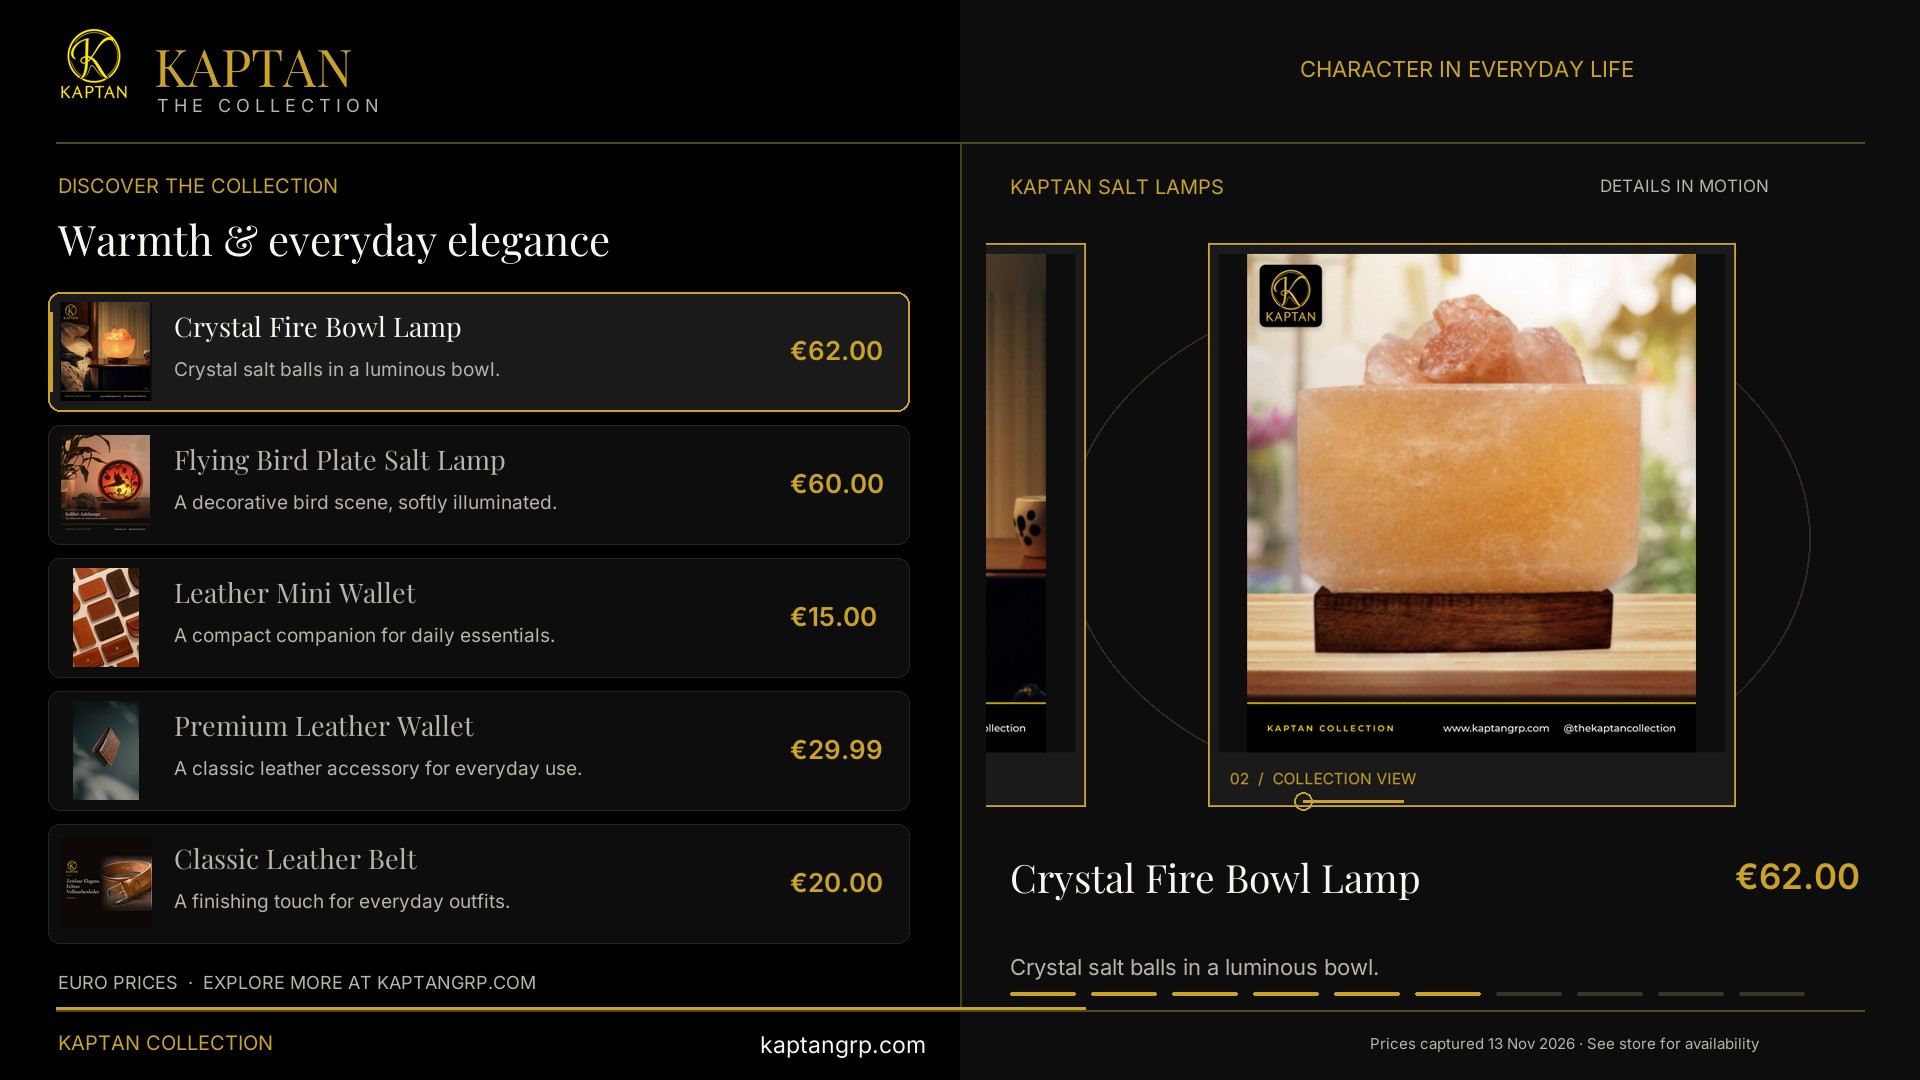 KAPTAN
KAPTAN
THE COLLECTION
CHARACTER IN EVERYDAY LIFE
DISCOVER THE COLLECTION
Warmth & everyday elegance
Crystal Fire Bowl Lamp
Crystal salt balls in a luminous bowl.
€62.00
Flying Bird Plate Salt Lamp
A decorative bird scene, softly illuminated.
€60.00
Leather Mini Wallet
A compact companion for daily essentials.
€15.00
Premium Leather Wallet
A classic leather accessory for everyday use.
€29.99
Zeitlose Eleganz
Echtes
Vollnarbenleder
Classic Leather Belt
A finishing touch for everyday outfits.
€20.00
EURO PRICES · EXPLORE MORE AT KAPTANGRP.COM
KAPTAN SALT LAMPS
DETAILS IN MOTION
KAPTAN
KAPTAN COLLECTION www.kaptangrp.com @thekaptancollection
02 / COLLECTION VIEW
Crystal Fire Bowl Lamp
€62.00
Crystal salt balls in a luminous bowl.
KAPTAN COLLECTION
kaptangrp.com
Prices captured 13 Nov 2026 · See store for availability